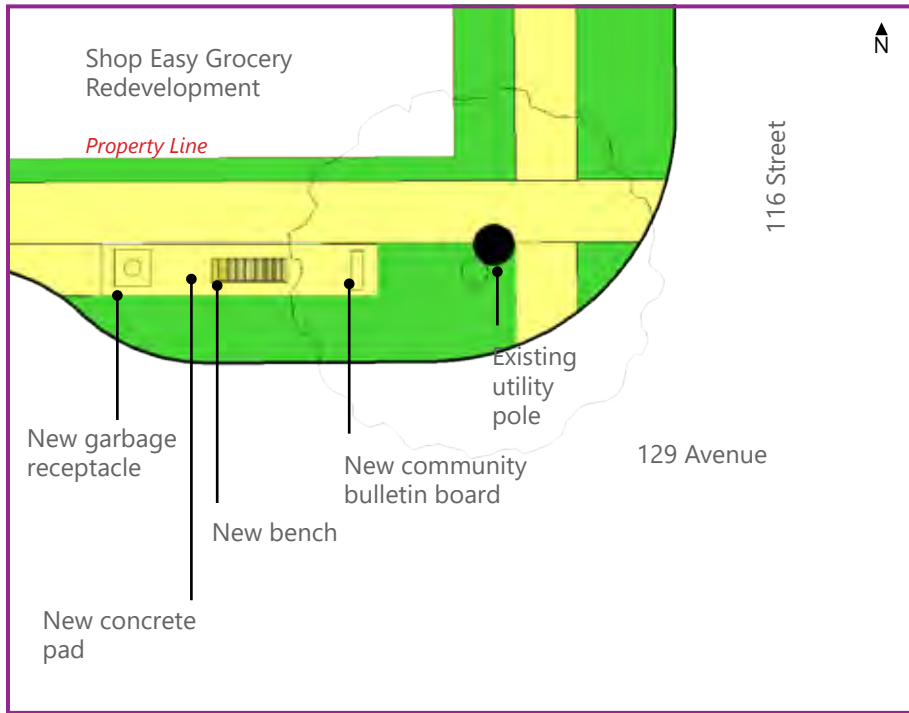 Shop Easy Grocery
Redevelopment
Property Line
N
116 Street
Existing
utility
pole
New garbage
receptacle
New community
bulletin board
129 Avenue
New bench
New concrete
pad